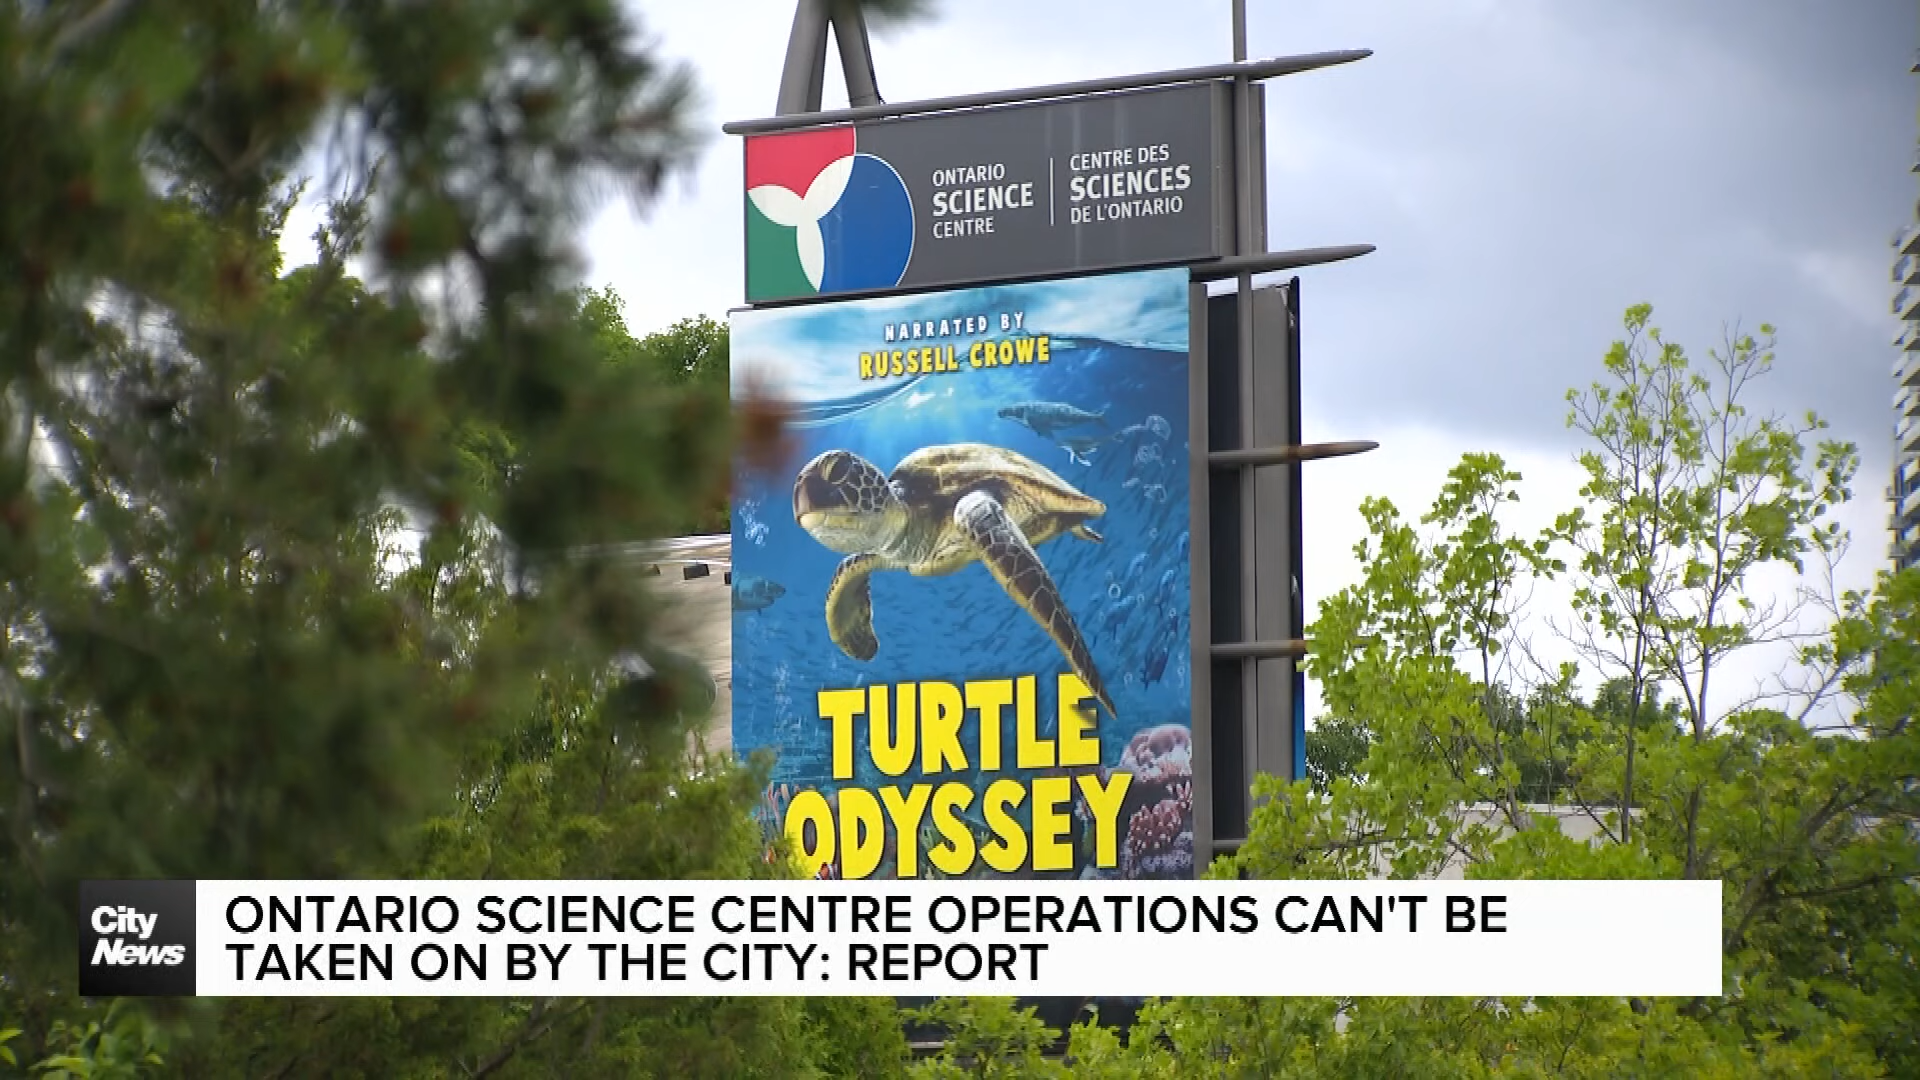 ONTARIO
SCIENCE
CENTRE
CENTRE DES
SCIENCES
DE L'ONTARIO
NARRATED BY
RUSSELL CROWE
TURTLE
ODYSSEY
City
News
ONTARIO SCIENCE CENTRE OPERATIONS CAN'T BE
TAKEN ON BY THE CITY: REPORT